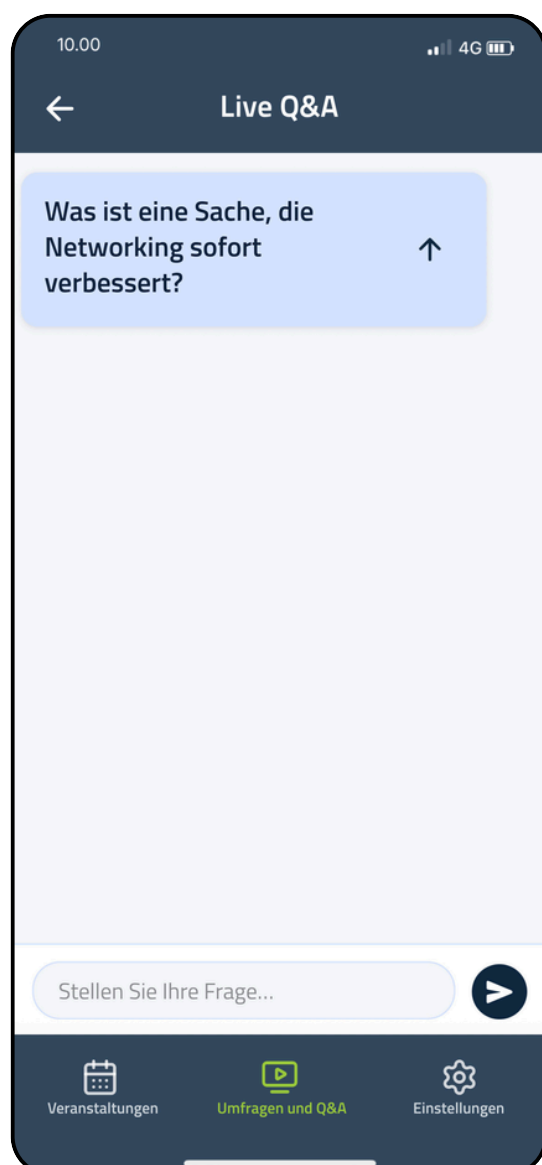 10.00
4G
Live Q&A
Was ist eine Sache, die
Networking sofort
verbessert?
Stellen Sie Ihre Frage...
Veranstaltungen
Umfragen und Q&A
Einstellungen